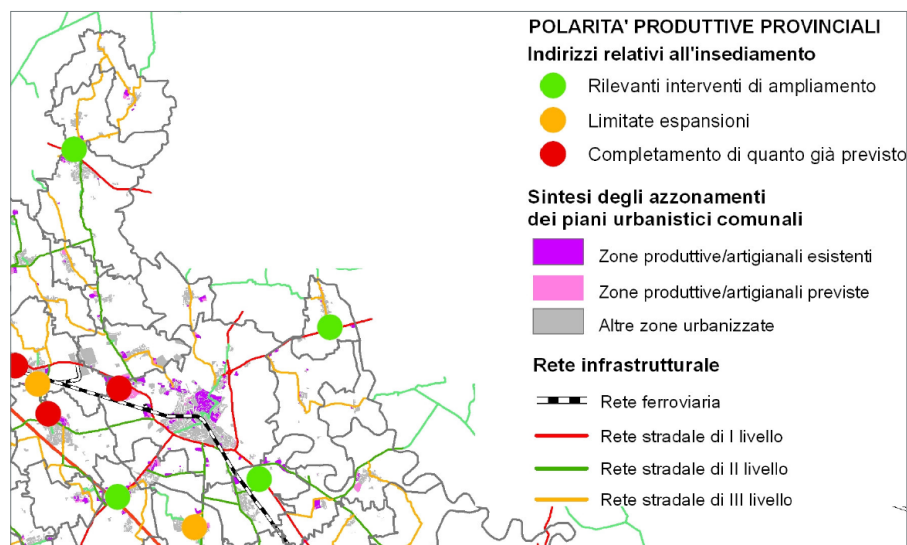 POLARITA' PRODUTTIVE PROVINCIALI
Indirizzi relativi all'insediamento
Rilevanti interventi di ampliamento
Limitate espansioni
Completamento di quanto già previsto
Sintesi degli azzonamenti
dei piani urbanistici comunali
Zone produttive/artigianali esistenti
Zone produttive/artigianali previste
Altre zone urbanizzate
Rete infrastrutturale
Rete ferroviaria
Rete stradale di I livello
Rete stradale di II livello
Rete stradale di III livello